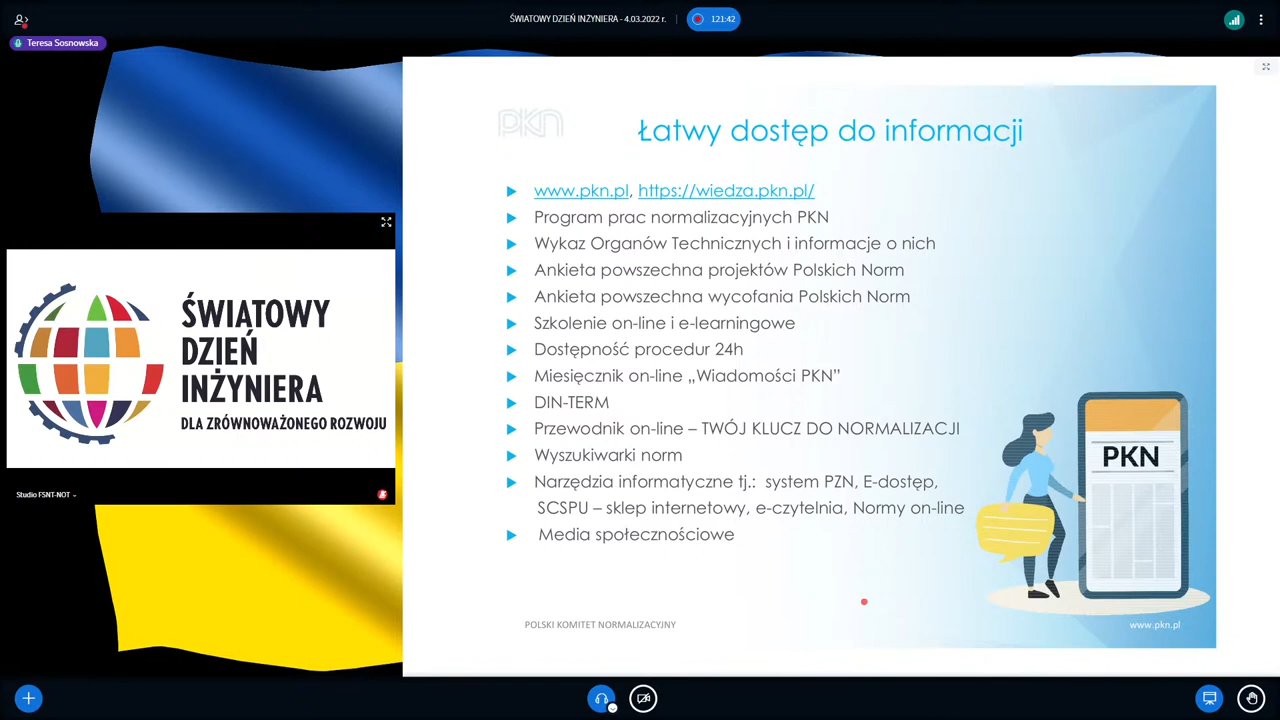 ŚWIATOWY DZIEŃ INŻYNIERA - 4.03.2022 r.
121:42
Teresa Sosnowska
ŚWIATOWY
DZIEŃ
INŻYNIERA
DLA ZRÓWNOWAŻONEGO ROZWOJU
Studio FSNT-NOT
PKN
Łatwy dostęp do informacji
www.pkn.pl, https://wiedza.pkn.pl/
Program prac normalizacyjnych PKN
Wykaz Organów Technicznych i informacje o nich
Ankieta powszechna projektów Polskich Norm
Ankieta powszechna wycofania Polskich Norm
Szkolenie on-line i e-learningowe
Dostępność procedur 24h
Miesięcznik on-line „Wiadomości PKN”
DIN-TERM
Przewodnik on-line – TWÓJ KLUCZ DO NORMALIZACJI
Wyszukiwarki norm
Narzędzia informatyczne tj.: system PZN, E-dostęp,
SCSPU – sklep internetowy, e-czytelnia, Normy on-line
Media społecznościowe
PKN
POLSKI KOMITET NORMALIZACYJNY
www.pkn.pl